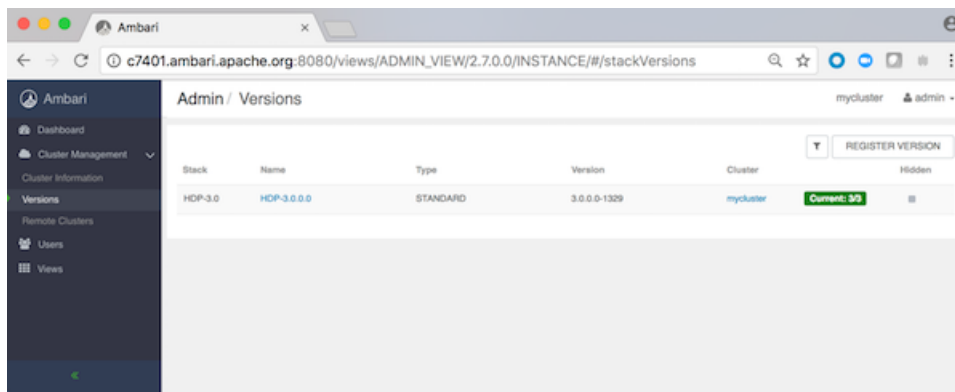 Ambari
c7401.ambari.apache.org:8080/views/ADMIN_VIEW/2.7.0.0/INSTANCE/#/stackVersions
Ambari
Admin / Versions
mycluster
admin
Dashboard
Cluster Management
Cluster Information
Versions
Remote Clusters
Users
Views
REGISTER VERSION
Stack Name Type Version Cluster Hidden
HDP-3.0 HDP-3.0.0.0 STANDARD 3.0.0.0-1329 mycluster Current: 3/3